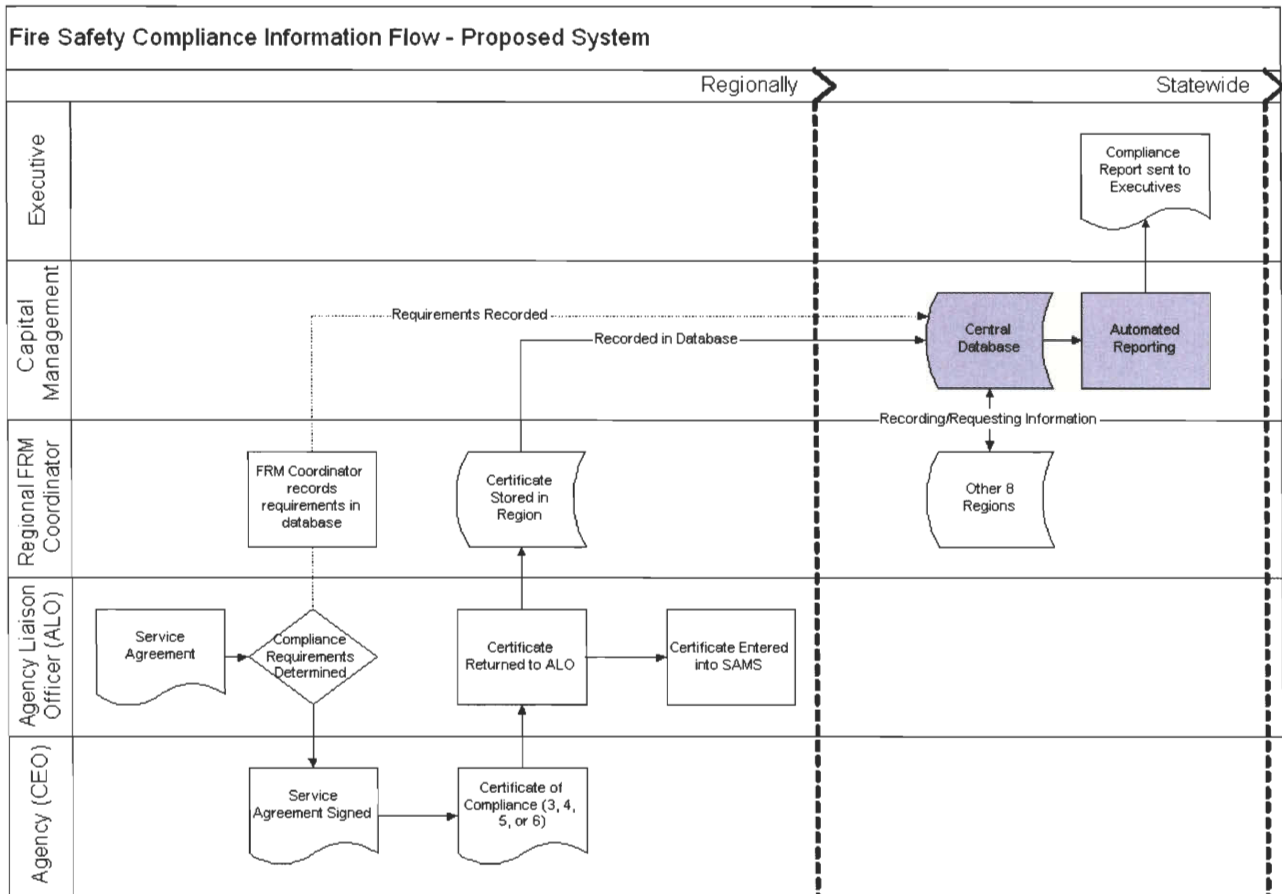 Fire Safety Compliance Information Flow - Proposed System
Regionally
Statewide
Executive
Compliance
Report sent to
Executives
Capital
Management
Requirements Recorded
Recorded in Database
Central
Database
Automated
Reporting
Recording/Requesting Information
Regional FRM
Coordinator
FRM Coordinator
records
requirements in
database
Certificate
Stored in
Region
Other 8
Regions
Agency Liaison
Officer (ALO)
Service
Agreement
Compliance
Requirements
Determined
Certificate
Returned to ALO
Certificate Entered
into SAMS
Agency (CEO)
Service
Agreement Signed
Certificate of
Compliance (3, 4,
5, or 6)